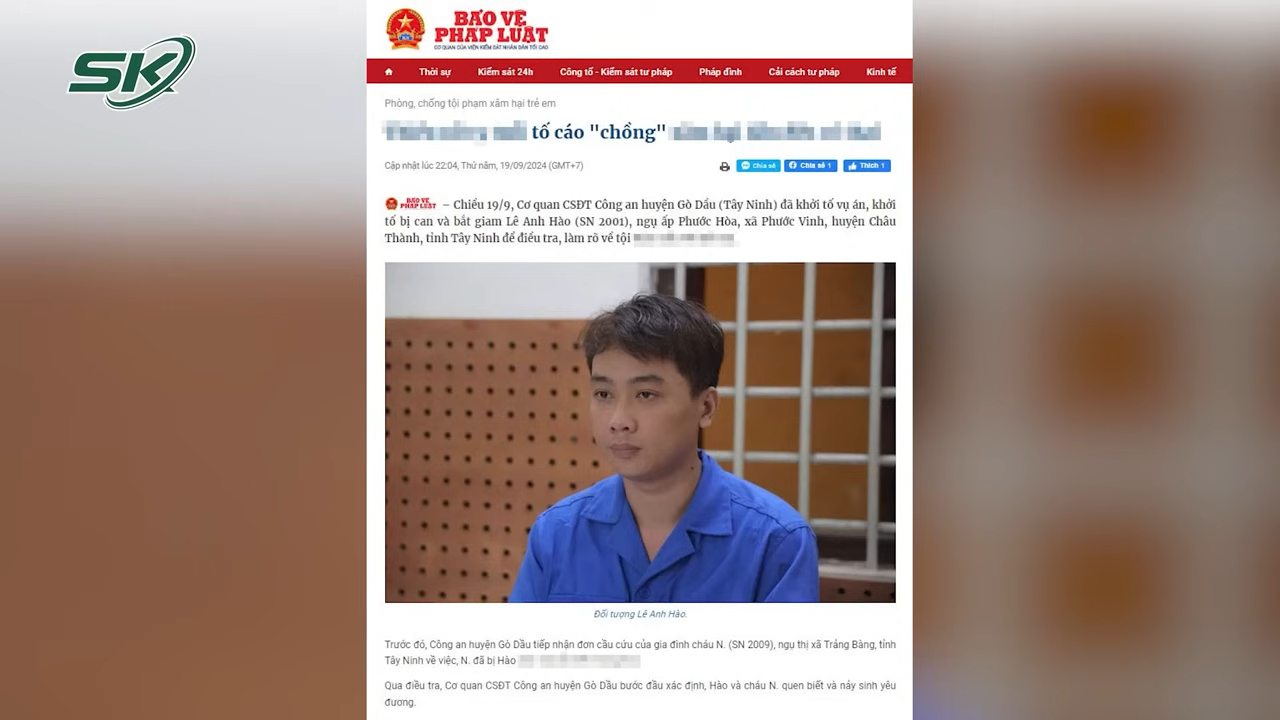 SK
BẢO VỆ
PHÁP LUẬT
CƠ QUAN CỦA VIỆN KIỂM SÁT NHÂN DÂN TỐI CAO
Thời sự Kiểm sát 24h Công tố - Kiểm sát tư pháp Pháp đình Cải cách tư pháp Kinh tế
Phòng, chống tội phạm xâm hại trẻ em
tố cáo "chồng"
Cập nhật lúc 22:04, Thứ năm, 19/09/2024 (GMT+7)
Chia sẻ Chia sẻ 1 Thích 1
BẢO VỆ PHÁP LUẬT – Chiều 19/9, Cơ quan CSĐT Công an huyện Gò Dầu (Tây Ninh) đã khởi tố vụ án, khởi
tố bị can và bắt giam Lê Anh Hào (SN 2001), ngụ ấp Phước Hòa, xã Phước Vinh, huyện Châu
Thành, tỉnh Tây Ninh để điều tra, làm rõ về tội
Đối tượng Lê Anh Hào.
Trước đó, Công an huyện Gò Dầu tiếp nhận đơn cầu cứu của gia đình cháu N. (SN 2009), ngụ thị xã Trảng Bàng, tỉnh
Tây Ninh về việc, N. đã bị Hào
Qua điều tra, Cơ quan CSĐT Công an huyện Gò Dầu bước đầu xác định, Hào và cháu N. quen biết và nảy sinh yêu
đương.